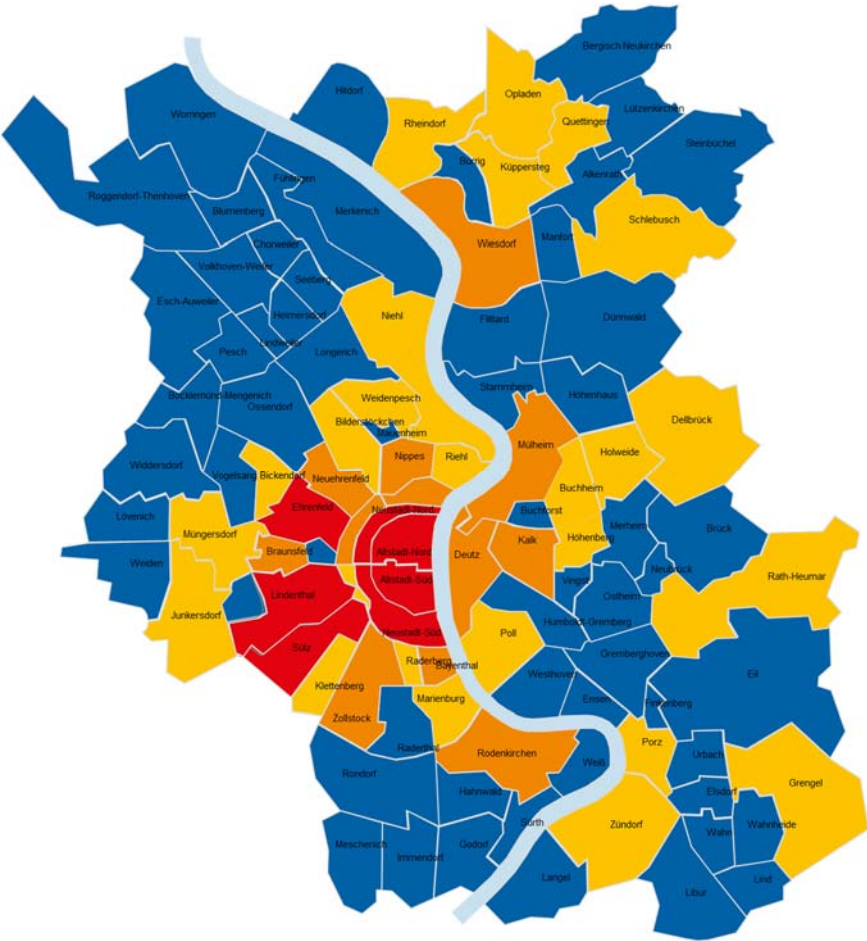 Bergisch Neukirchen
Hitdorf
Opladen
Worringen
Rheindorf
Quettingen
Lützenkirchen
Steinbüchel
Bürrig
Küppersteg
Alkenrath
Fühlingen
Roggendorf-Thenhoven
Blumenberg
Merkenich
Schlebusch
Chorweiler
Wiesdorf
Manfort
Volkhoven-Weiler
Seeberg
Esch-Auweiler
Heimersdorf
Niehl
Flittard
Dünnwald
Lindweiler
Pesch
Longerich
Stammheim
Höhenhaus
Bocklemünd-Mengenich
Ossendorf
Weidenpesch
Bilderstöckchen
Mauenheim
Dellbrück
Mülheim
Holweide
Widdersdorf
Vogelsang
Bickendorf
Nippes
Riehl
Neuehrenfeld
Buchheim
Ehrenfeld
Neustadt-Nord
Buchforst
Lövenich
Müngersdorf
Merheim
Brück
Höhenberg
Kalk
Braunsfeld
Altstadt-Nord
Deutz
Weiden
Neubrück
Rath-Heumar
Vingst
Altstadt-Süd
Lindenthal
Ostheim
Junkersdorf
Humboldt-Gremberg
Neustadt-Süd
Poll
Sülz
Gremberghoven
Raderberg
Bayenthal
Westhoven
Eil
Klettenberg
Marienburg
Ensen
Finkenberg
Zollstock
Raderthal
Rodenkirchen
Porz
Urbach
Weiß
Rondorf
Grengel
Hahnwald
Elsdorf
Sürth
Zündorf
Wahn
Wahnheide
Meschenich
Immendorf
Godorf
Langel
Lind
Libur